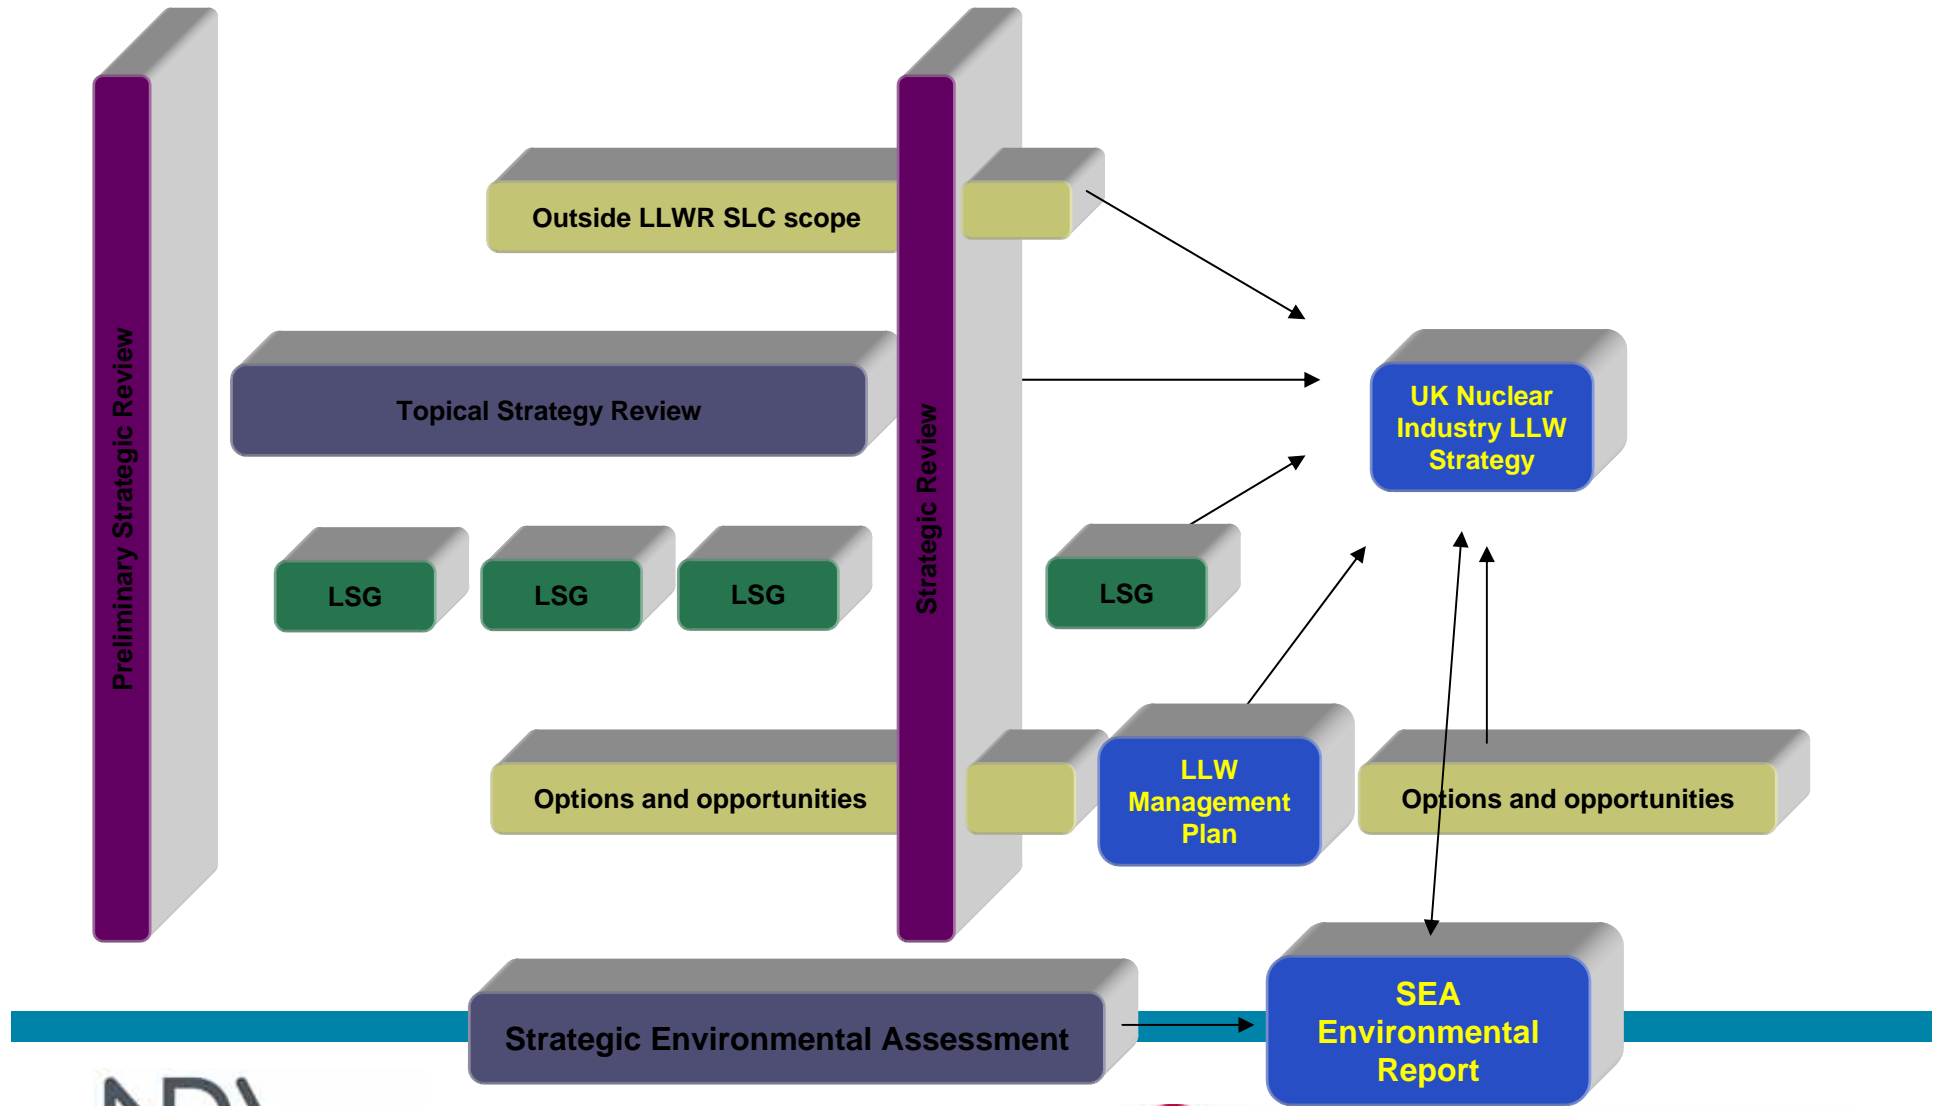 Preliminary Strategic Review
Outside LLWR SLC scope
Topical Strategy Review
Strategic Review
LSG
LSG
LSG
LSG
UK Nuclear
Industry LLW
Strategy
Options and opportunities
LLW
Management
Plan
Options and opportunities
Strategic Environmental Assessment
SEA
Environmental
Report